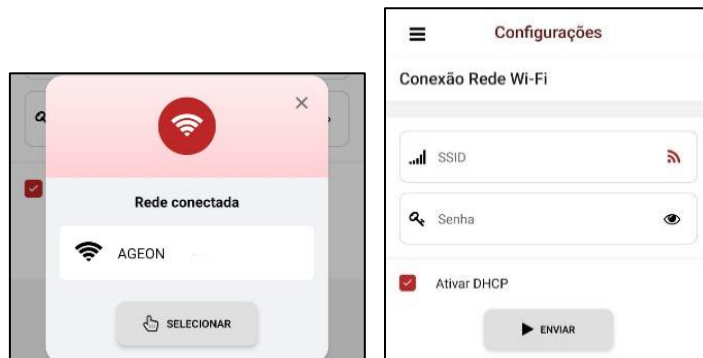 Rede conectada
AGEON
SELECIONAR
Configurações
Conexão Rede Wi-Fi
SSID
Senha
Ativar DHCP
ENVIAR